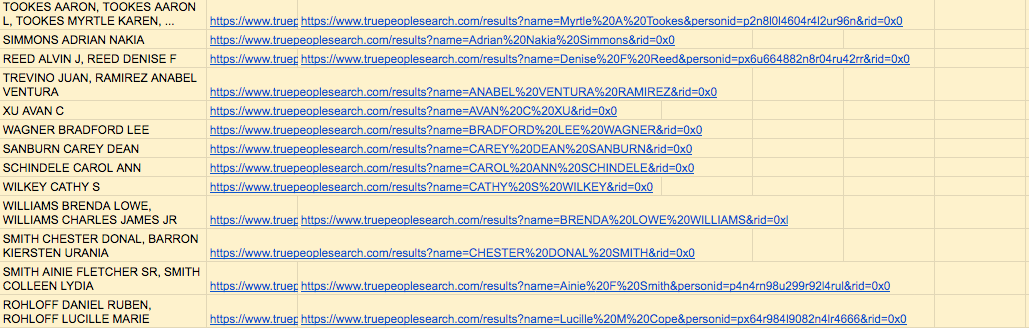 TOOKES AARON, TOOKES AARON
L, TOOKES MYRTLE KAREN, ... https://www.truep https://www.truepeoplesearch.com/results?name=Myrtle%20A%20Tookes&personid=p2n8l0l4604r4l2ur96n&rid=0x0
SIMMONS ADRIAN NAKIA https://www.truepeoplesearch.com/results?name=Adrian%20Nakia%20Simmons&rid=0x0
REED ALVIN J, REED DENISE F https://www.truep https://www.truepeoplesearch.com/results?name=Denise%20F%20Reed&personid=px6u664882n8r04ru42rr&rid=0x0
TREVINO JUAN, RAMIREZ ANABEL
VENTURA https://www.truepeoplesearch.com/results?name=ANABEL%20VENTURA%20RAMIREZ&rid=0x0
XU AVAN C https://www.truepeoplesearch.com/results?name=AVAN%20C%20XU&rid=0x0
WAGNER BRADFORD LEE https://www.truepeoplesearch.com/results?name=BRADFORD%20LEE%20WAGNER&rid=0x0
SANBURN CAREY DEAN https://www.truepeoplesearch.com/results?name=CAREY%20DEAN%20SANBURN&rid=0x0
SCHINDELE CAROL ANN https://www.truepeoplesearch.com/results?name=CAROL%20ANN%20SCHINDELE&rid=0x0
WILKEY CATHY S https://www.truepeoplesearch.com/results?name=CATHY%20S%20WILKEY&rid=0x0
WILLIAMS BRENDA LOWE,
WILLIAMS CHARLES JAMES JR https://www.truep https://www.truepeoplesearch.com/results?name=BRENDA%20LOWE%20WILLIAMS&rid=0xl
SMITH CHESTER DONAL, BARRON
KIERSTEN URANIA https://www.truepeoplesearch.com/results?name=CHESTER%20DONAL%20SMITH&rid=0x0
SMITH AINIE FLETCHER SR, SMITH
COLLEEN LYDIA https://www.truep https://www.truepeoplesearch.com/results?name=Ainie%20F%20Smith&personid=p4n4rn98u299r92l4rul&rid=0x0
ROHLOFF DANIEL RUBEN,
ROHLOFF LUCILLE MARIE https://www.truep https://www.truepeoplesearch.com/results?name=Lucille%20M%20Cope&personid=px64r984l9082n4lr4666&rid=0x0